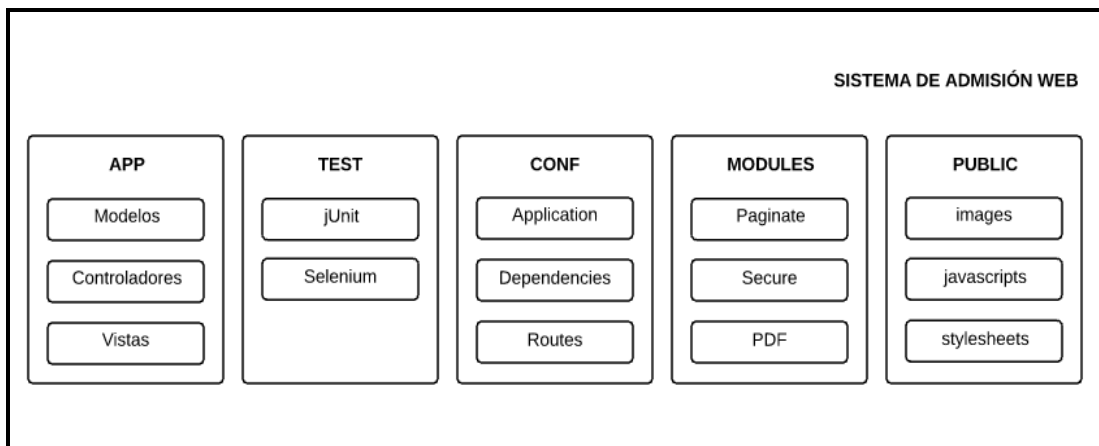 SISTEMA DE ADMISIÓN WEB
APP
Modelos
Controladores
Vistas
TEST
jUnit
Selenium
CONF
Application
Dependencies
Routes
MODULES
Paginate
Secure
PDF
PUBLIC
images
javascripts
stylesheets